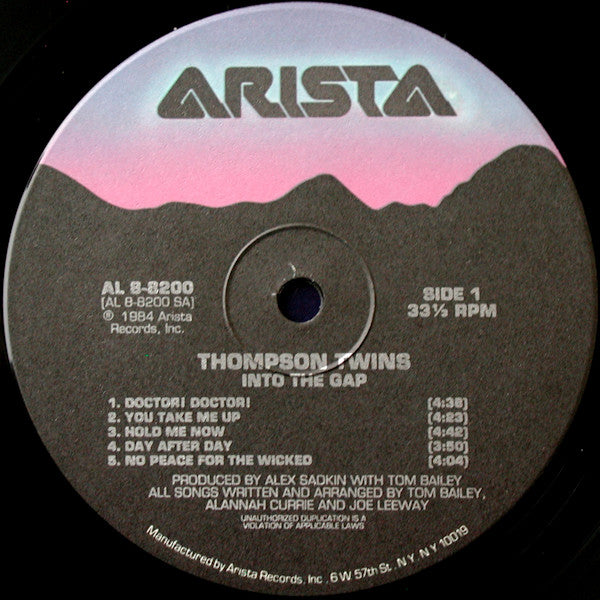 ARISTA
AL 8-8200
[AL 8-8200 SA]
℗ 1984 Arista
Records, Inc.
SIDE 1
33⅓ RPM
THOMPSON TWINS
INTO THE GAP
1. DOCTOR! DOCTOR! [4:38]
2. YOU TAKE ME UP [4:23]
3. HOLD ME NOW [4:42]
4. DAY AFTER DAY [3:50]
5. NO PEACE FOR THE WICKED [4:04]
PRODUCED BY ALEX SADKIN WITH TOM BAILEY
ALL SONGS WRITTEN AND ARRANGED BY TOM BAILEY,
ALANNAH CURRIE AND JOE LEEWAY
UNAUTHORIZED DUPLICATION IS A
VIOLATION OF APPLICABLE LAWS
Manufactured by Arista Records, Inc. 6 W 57th St. N.Y. N.Y 10019